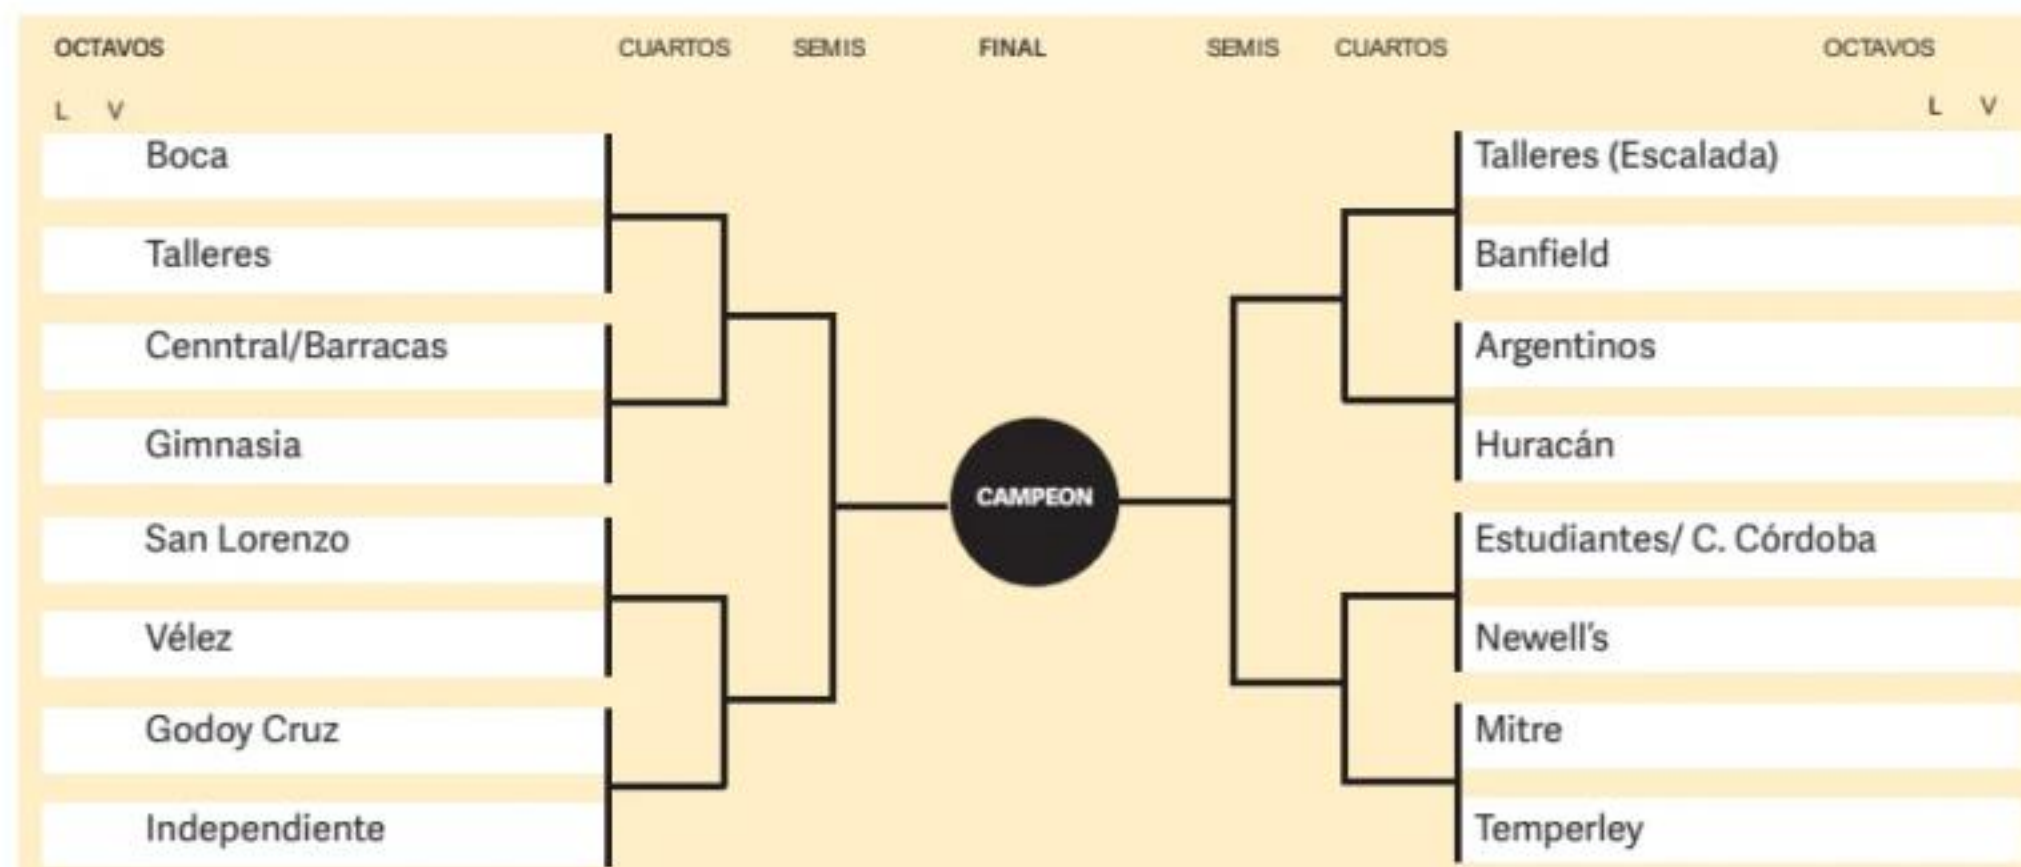 OCTAVOS CUARTOS SEMIS FINAL SEMIS CUARTOS OCTAVOS
L V L V
Boca
Talleres
Cenntral/Barracas
Gimnasia
San Lorenzo
Vélez
Godoy Cruz
Independiente
CAMPEON
Talleres (Escalada)
Banfield
Argentinos
Huracán
Estudiantes/ C. Córdoba
Newell's
Mitre
Temperley